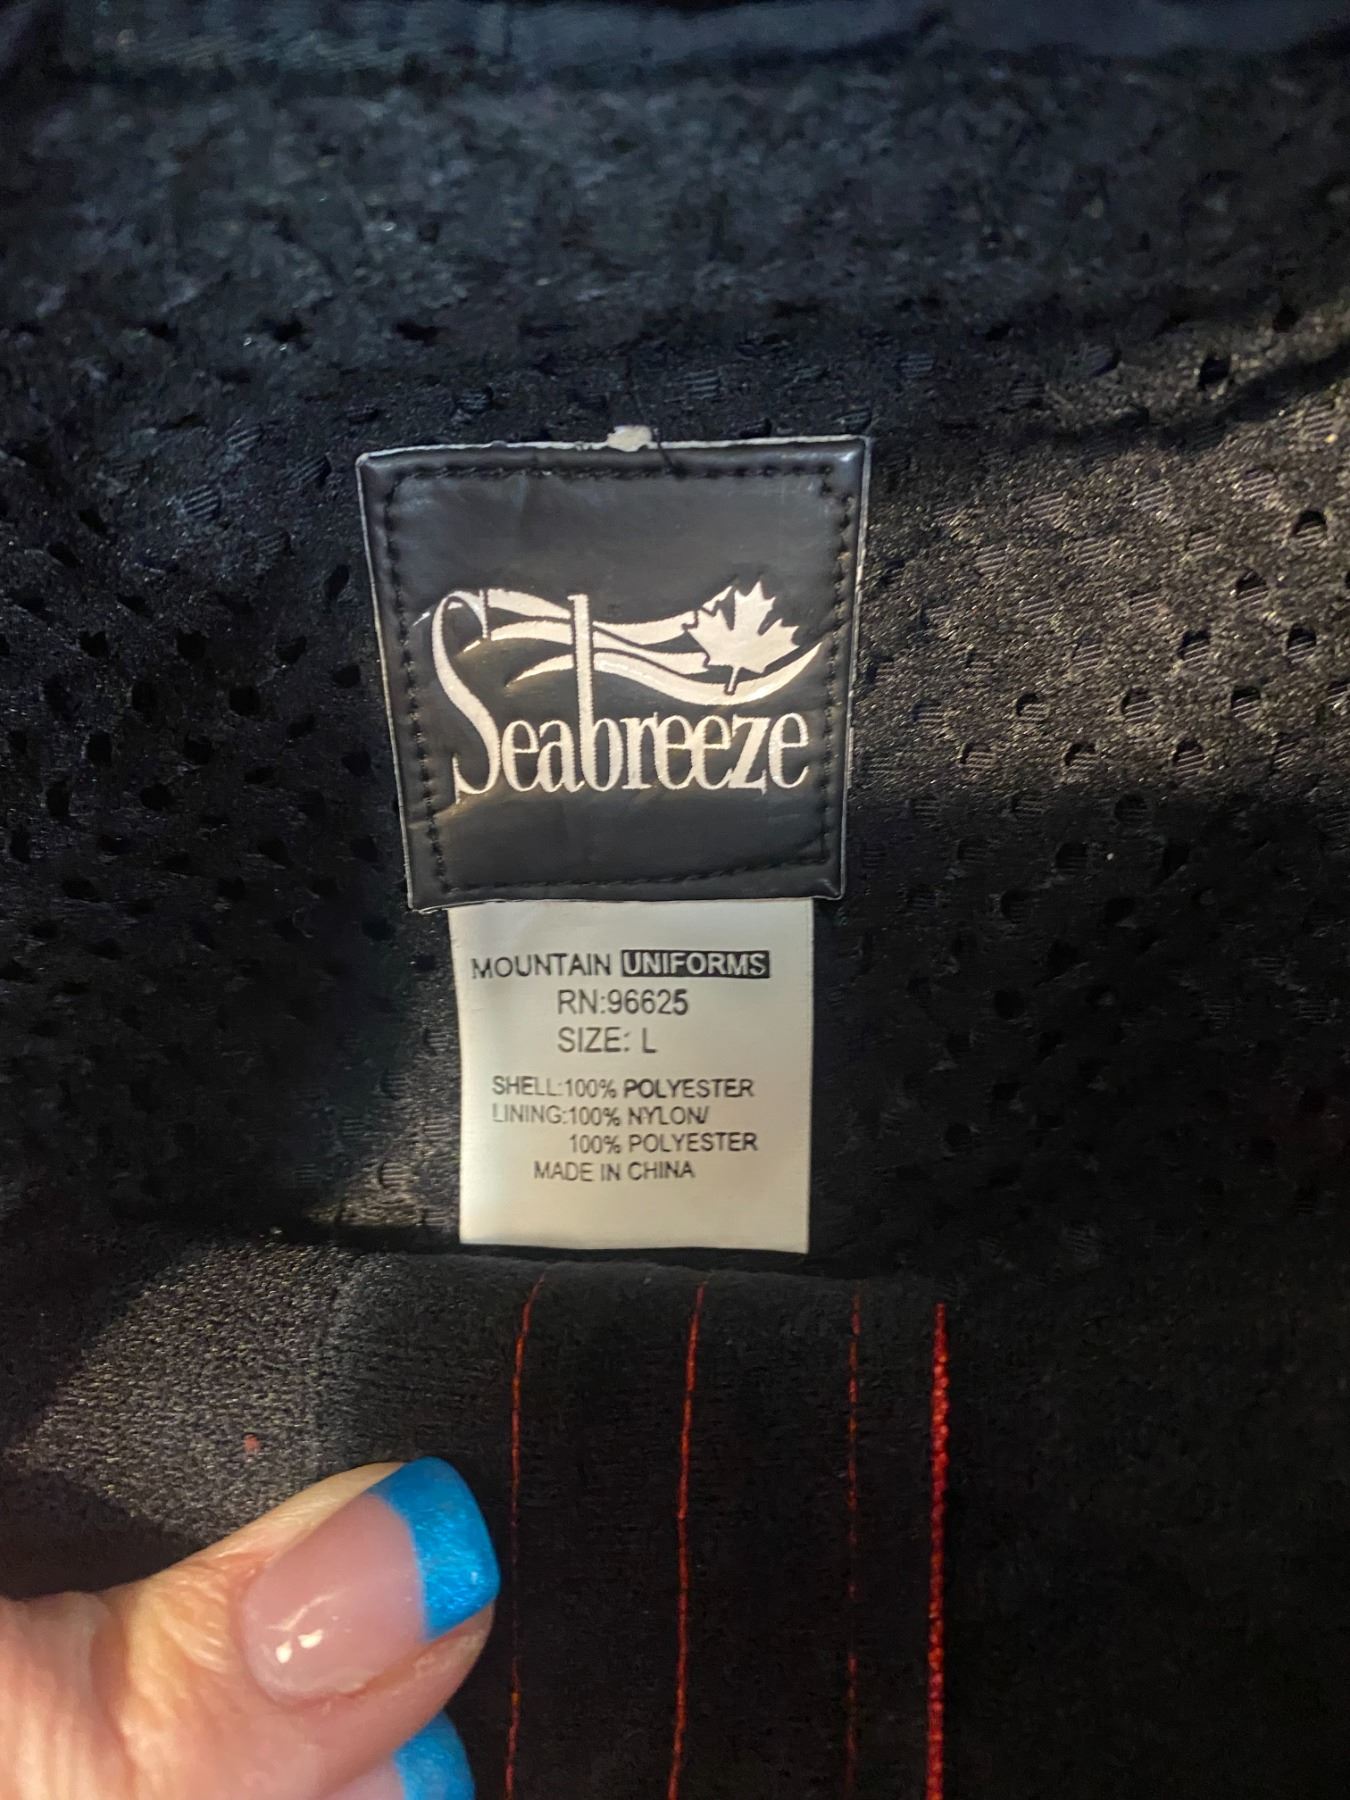 Seabreeze
MOUNTAIN UNIFORMS
RN:96625
SIZE: L
SHELL:100% POLYESTER
LINING:100% NYLON/
100% POLYESTER
MADE IN CHINA